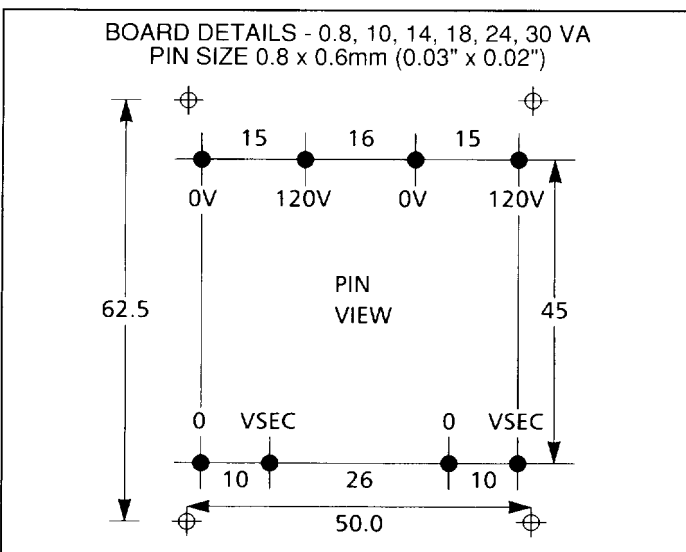 BOARD DETAILS - 0.8, 10, 14, 18, 24, 30 VA
PIN SIZE 0.8 x 0.6mm (0.03" x 0.02")
15 16 15
0V 120V 0V 120V
PIN
VIEW
62.5 45
0 VSEC 0 VSEC
10 26 10
50.0